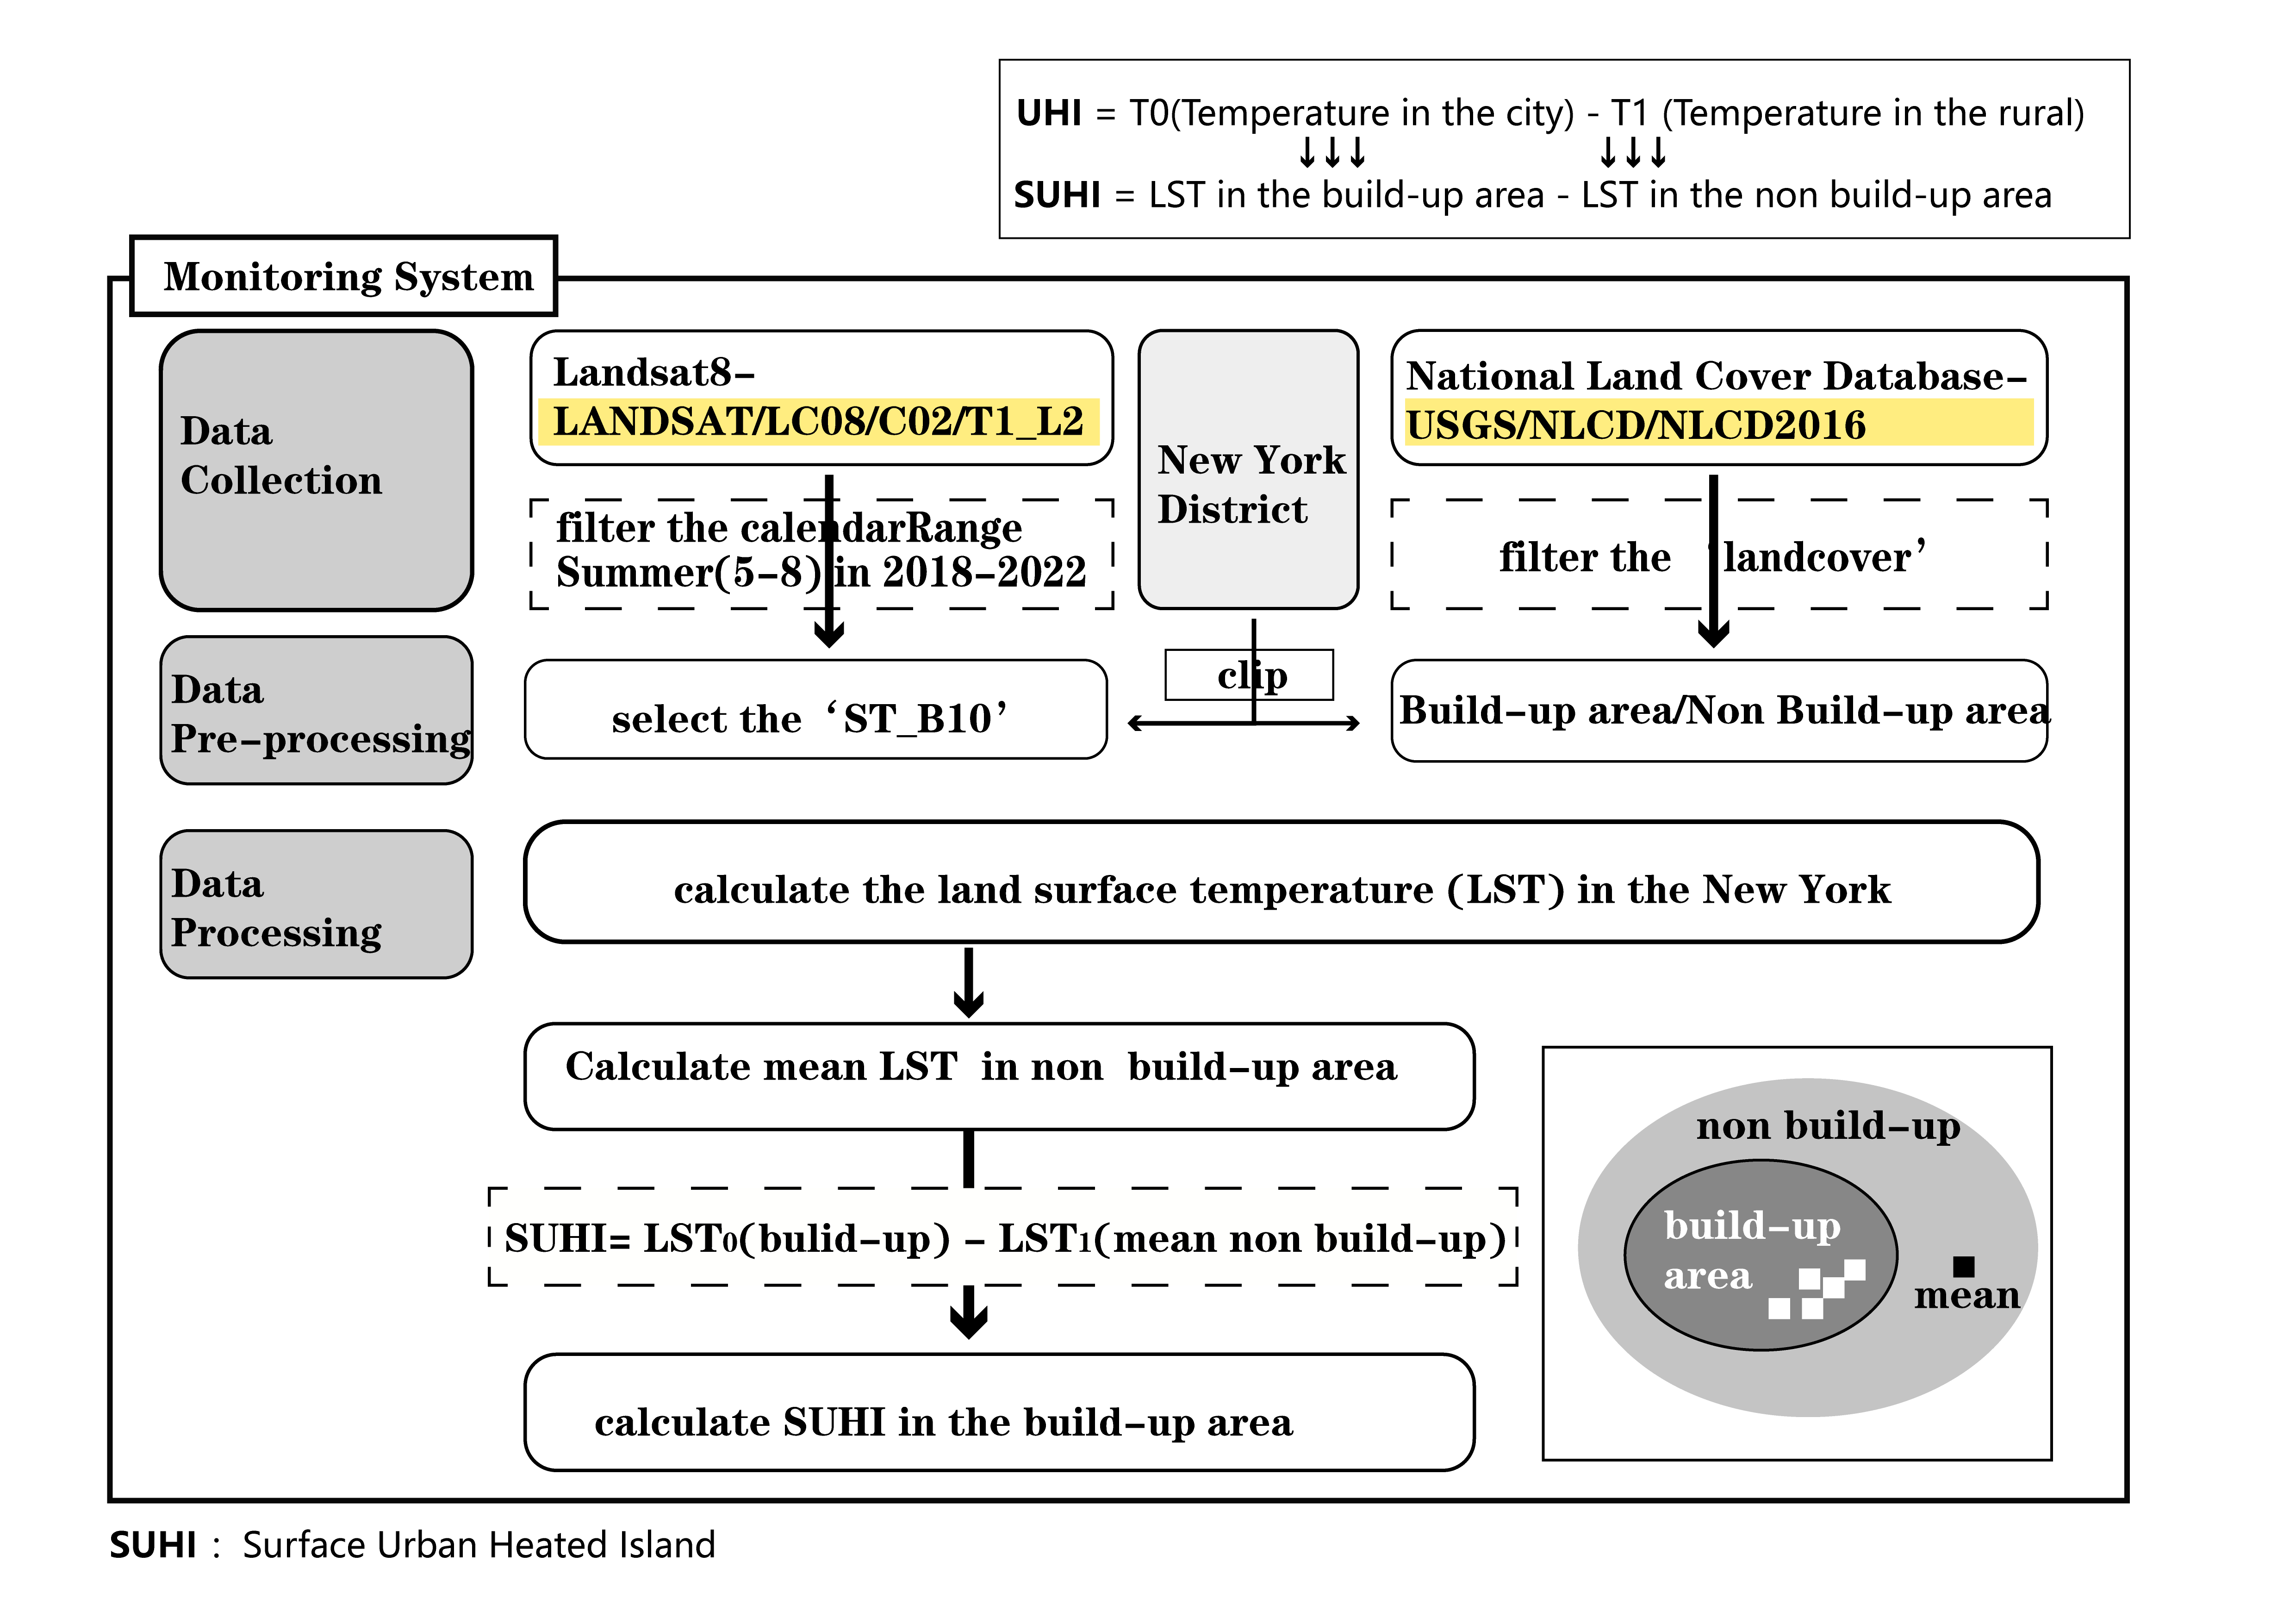 UHI = T0(Temperature in the city) - T1 (Temperature in the rural)
↓↓↓ ↓↓↓
SUHI = LST in the build-up area - LST in the non build-up area
Monitoring System
Data
Collection
Landsat8-
LANDSAT/LC08/C02/T1_L2
New York
District
National Land Cover Database-
USGS/NLCD/NLCD2016
filter the calendarRange
Summer(5-8) in 2018-2022
filter the ‘landcover’
Data
Pre-processing
select the ‘ST_B10’
clip
Build-up area/Non Build-up area
Data
Processing
calculate the land surface temperature (LST) in the New York
Calculate mean LST in non build-up area
SUHI= LST0(bulid-up) - LST1(mean non build-up)
calculate SUHI in the build-up area
non build-up
build-up
area
mean
SUHI : Surface Urban Heated Island